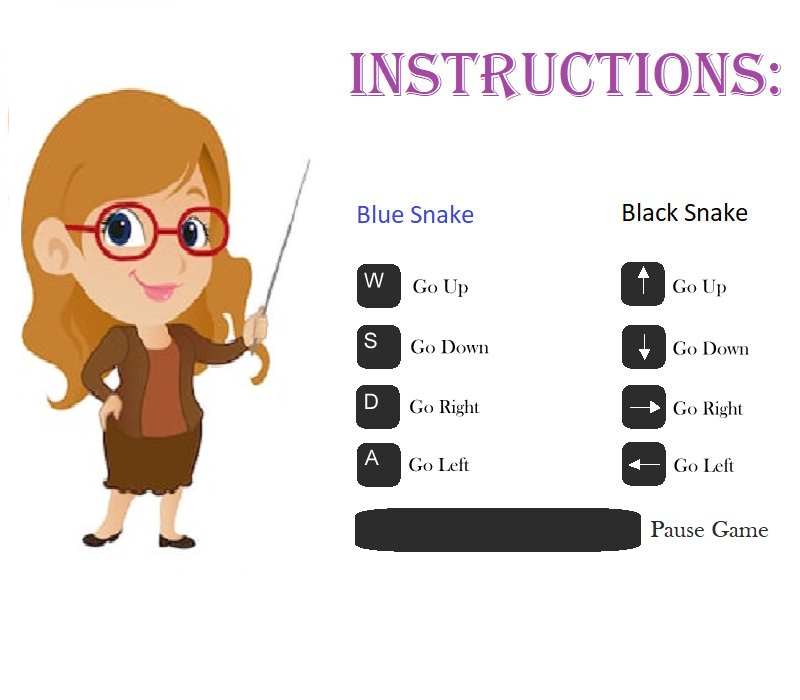 INSTRUCTIONS:
Blue Snake
W Go Up
S Go Down
D Go Right
A Go Left
Black Snake
↑ Go Up
↓ Go Down
→ Go Right
← Go Left
Pause Game